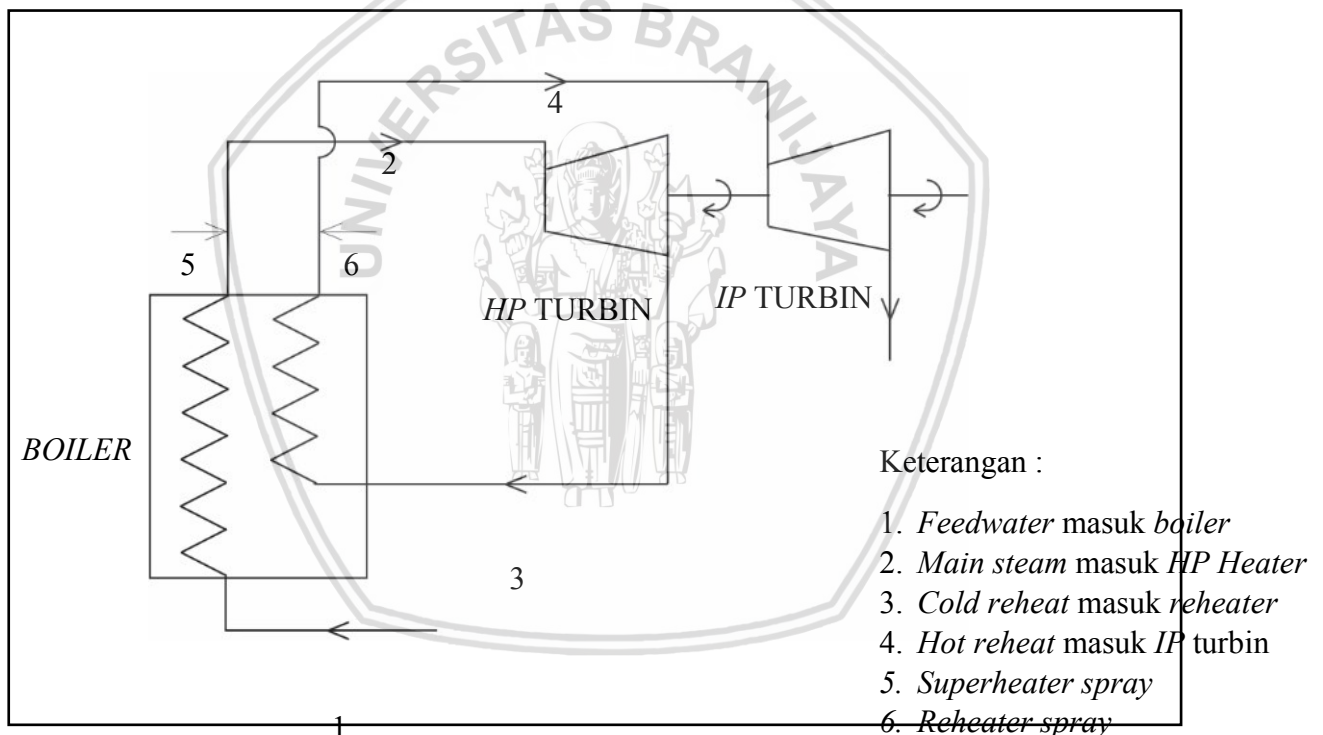 UNIVERSITAS BRAWIJAYA
4
2
5
6
HP TURBIN
IP TURBIN
BOILER
3
1
Keterangan :
1. Feedwater masuk boiler
2. Main steam masuk HP Heater
3. Cold reheat masuk reheater
4. Hot reheat masuk IP turbin
5. Superheater spray
6. Reheater spray